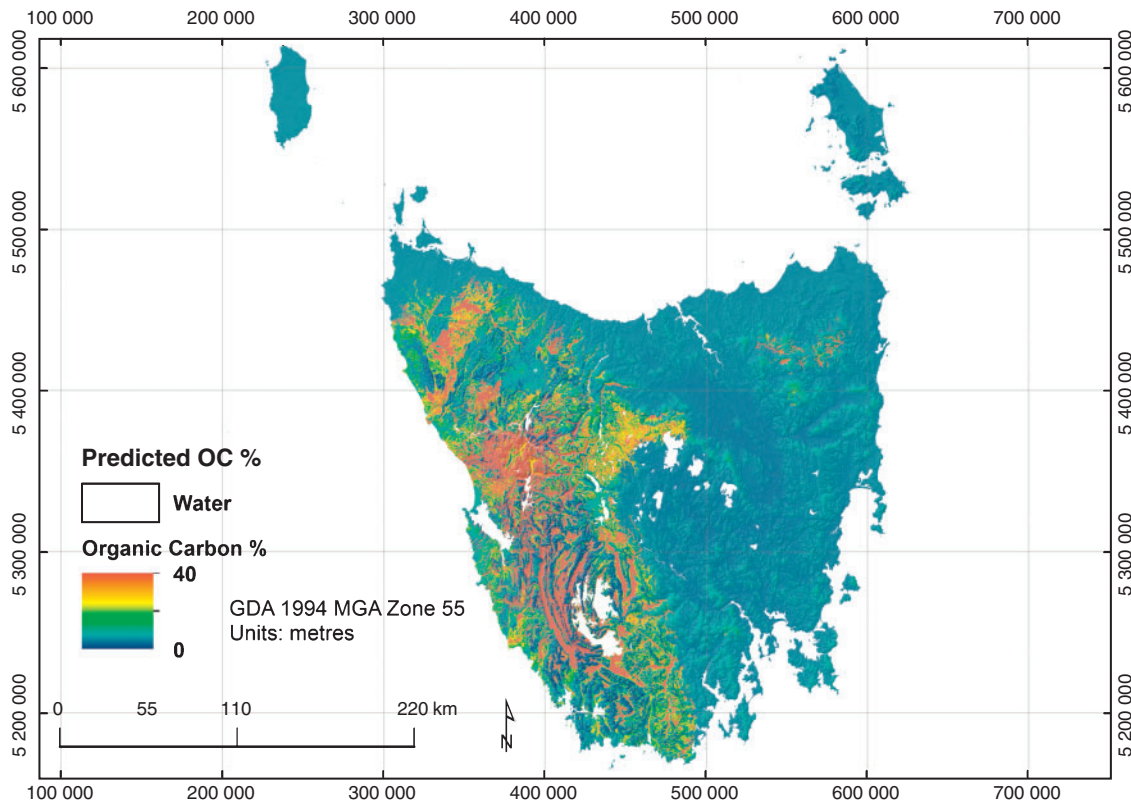 100 000 200 000 300 000 400 000 500 000 600 000 700 000
5 600 000 5 600 000
5 500 000 5 500 000
5 400 000 5 400 000
5 300 000 5 300 000
5 200 000 5 200 000
Predicted OC %
Water
Organic Carbon %
40
0
GDA 1994 MGA Zone 55
Units: metres
0 55 110 220 km
N
100 000 200 000 300 000 400 000 500 000 600 000 700 000